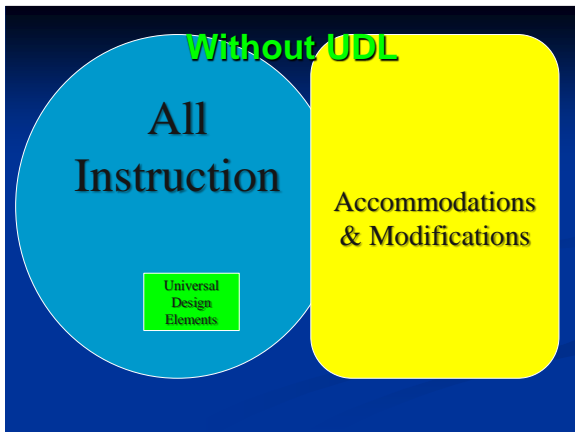 Without UDL
All
Instruction
Accommodations
& Modifications
Universal
Design
Elements